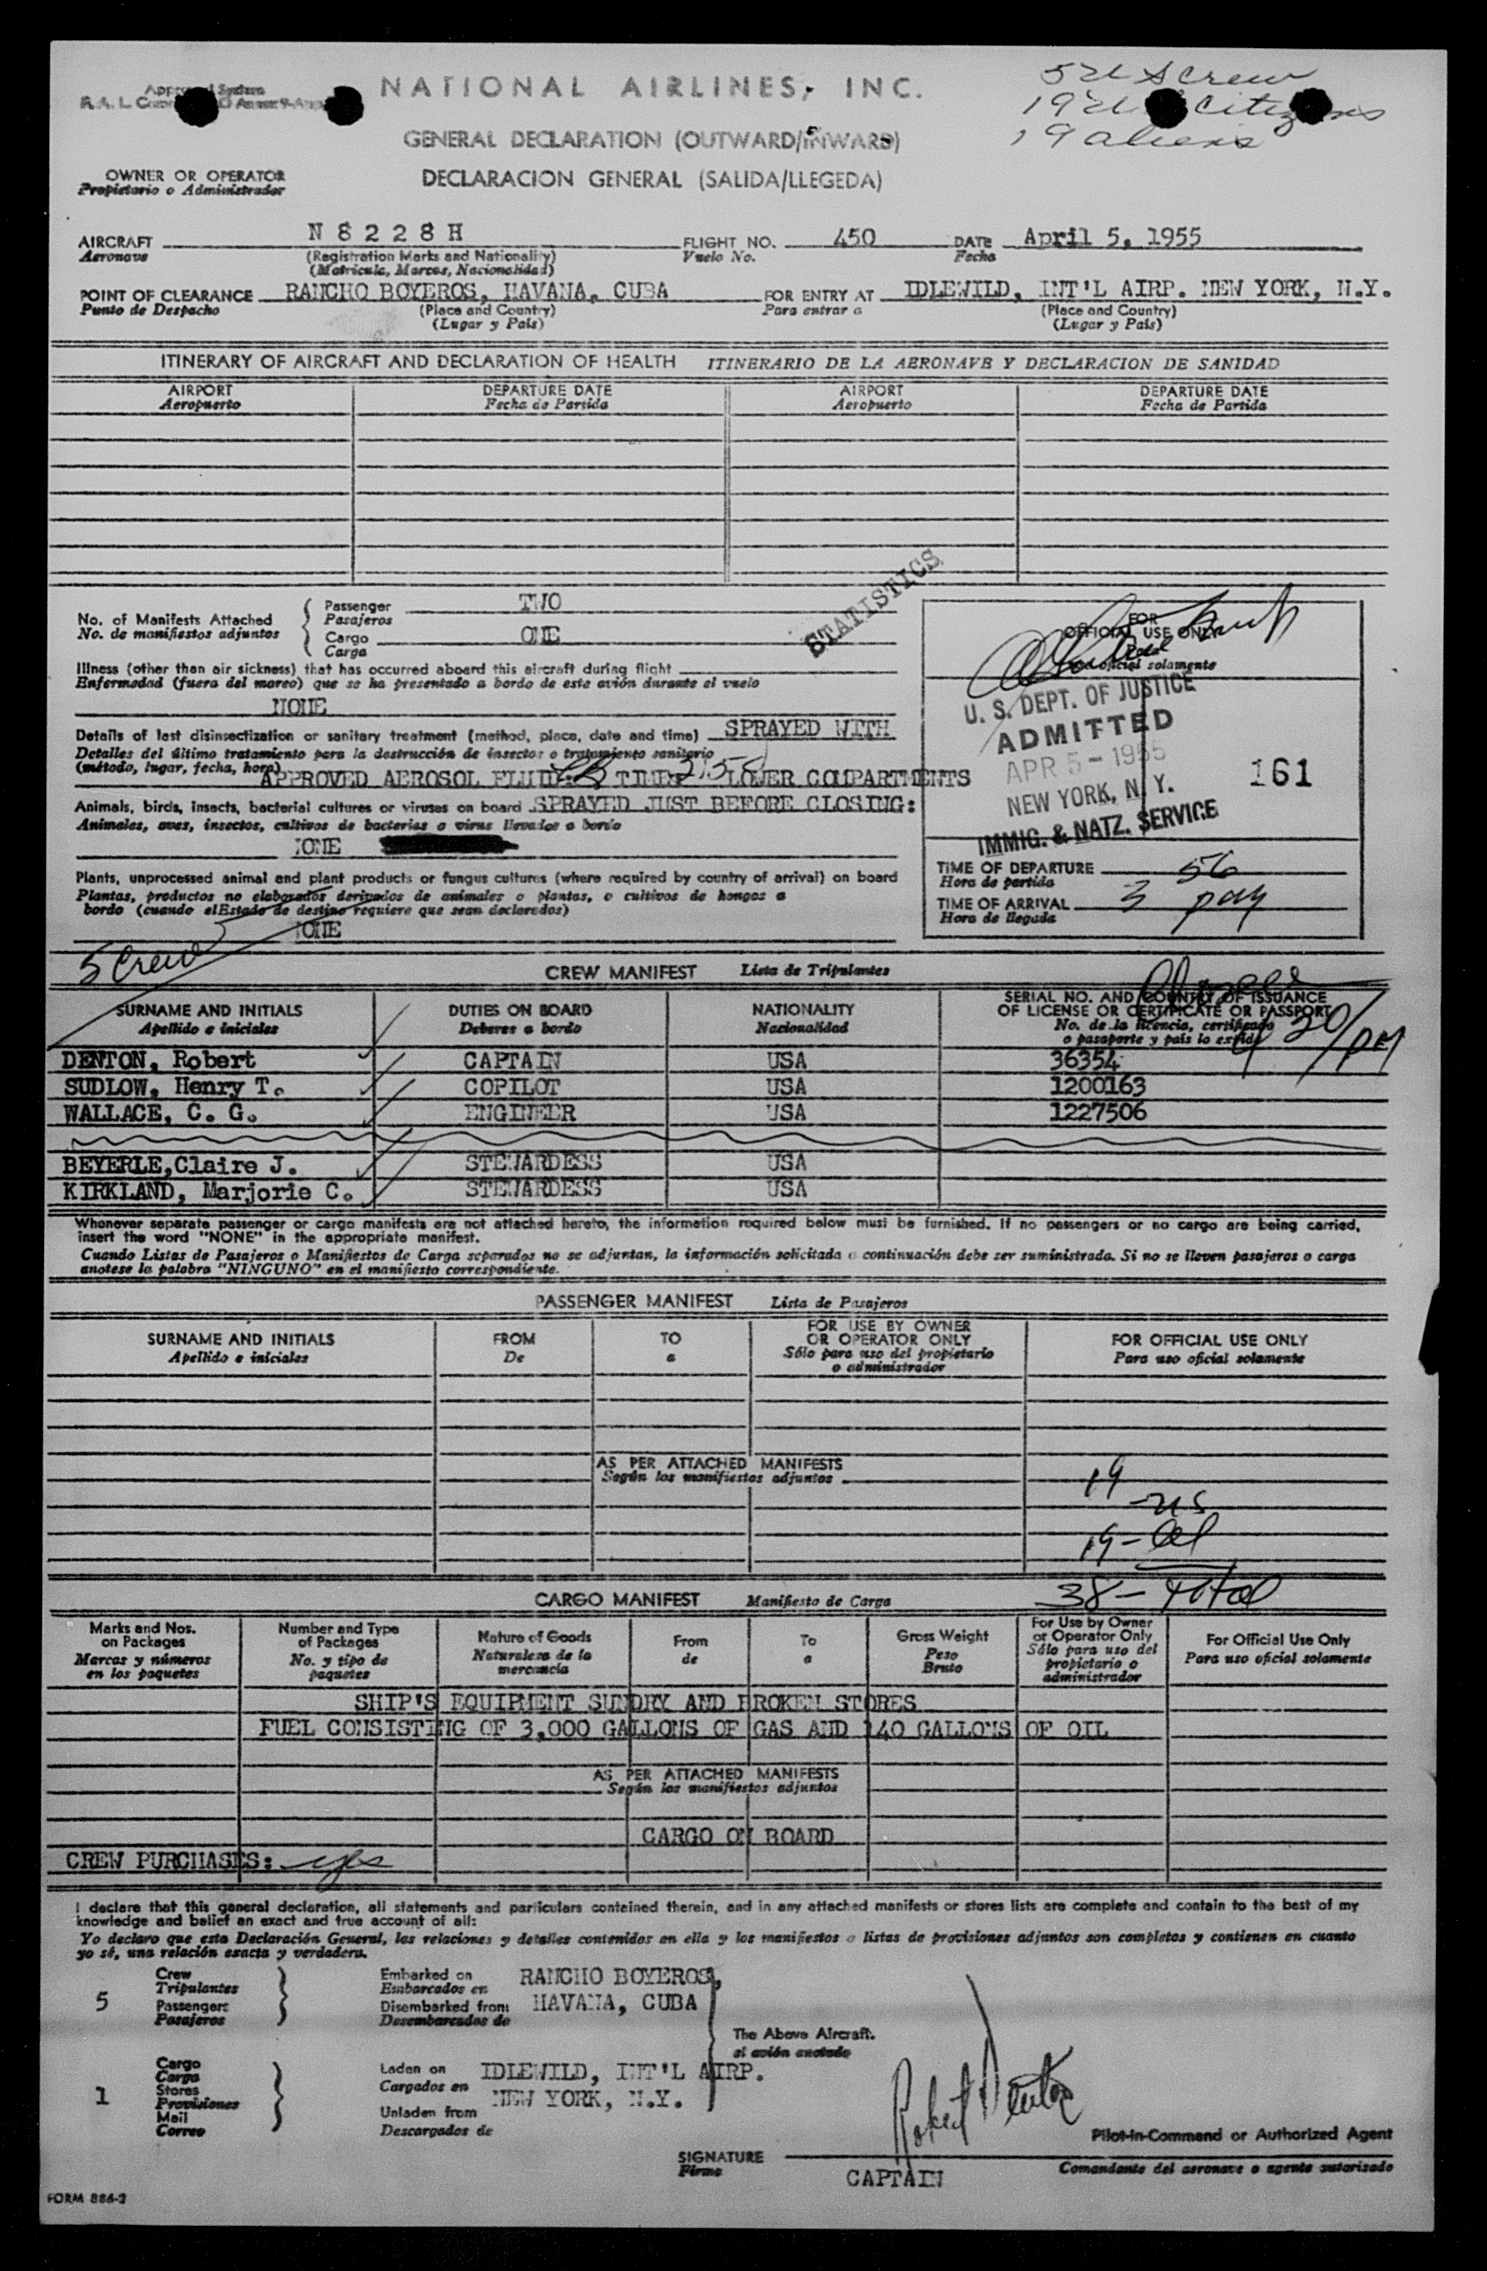 NATIONAL AIRLINES, INC.
5 US crew
19 US citizens
19 aliens
GENERAL DECLARATION (OUTWARD/INWARD)
OWNER OR OPERATOR
Propietario o Administrador
DECLARACION GENERAL (SALIDA/LLEGEDA)
AIRCRAFT N8228H FLIGHT NO. 450 DATE April 5, 1955
Aeronave (Registration Marks and Nationality) Vuelo No. Fecha
(Matricula, Marcas, Nacionalidad)
POINT OF CLEARANCE RANCHO BOYEROS, HAVANA, CUBA FOR ENTRY AT IDLEWILD, INT'L AIRP. NEW YORK, N.Y.
Punto de Despacho (Place and Country) Para entrar a (Place and Country)
(Lugar y País) (Lugar y País)
ITINERARY OF AIRCRAFT AND DECLARATION OF HEALTH ITINERARIO DE LA AERONAVE Y DECLARACION DE SANIDAD
AIRPORT DEPARTURE DATE AIRPORT DEPARTURE DATE
Aeropuerto Fecha de Partida Aeropuerto Fecha de Partida
STATISTICS
No. of Manifests Attached Passenger TWO
No. de manifiestos adjuntos Pasajeros
Cargo ONE
Carga
Illness (other than air sickness) that has occurred aboard this aircraft during flight
Enfermedad (fuera del mareo) que se ha presentado a bordo de este avión durante el vuelo
NONE
Details of last disinsectization or sanitary treatment (method, place, date and time) SPRAYED WITH
Detalles del último tratamiento para la destrucción de insectos o tratamiento sanitario
(método, lugar, fecha, hora)
APPROVED AEROSOL FLUID: TIME: LOWER COMPARTMENTS
Animals, birds, insects, bacterial cultures or viruses on board SPRAYED JUST BEFORE CLOSING:
Animales, aves, insectos, cultivos de bacterias o virus llevados a bordo
NONE
Plants, unprocessed animal and plant products or fungus cultures (where required by country of arrival) on board
Plantas, productos no elaborados derivados de animales o plantas, o cultivos de hongos a
bordo (cuando el Estado de destino requiere que sean declarados)
NONE
FOR
OFFICIAL USE ONLY
Para
uso oficial solamente
U. S. DEPT. OF JUSTICE
ADMITTED
APR 5 - 1955
NEW YORK, N. Y.
IMMIG. & NATZ. SERVICE
161
TIME OF DEPARTURE 56
Hora de partida
TIME OF ARRIVAL 3 pay
Hora de llegada
5 Crew
CREW MANIFEST Lista de Tripulantes
SURNAME AND INITIALS DUTIES ON BOARD NATIONALITY SERIAL NO. AND COUNTRY OF ISSUANCE
OF LICENSE OR CERTIFICATE OR PASSPORT
Apellido e iniciales Deberes a bordo Nacionalidad No. de la licencia, certificado
o pasaporte y país lo expide
DENTON, Robert CAPTAIN USA 36354
SUDLOW, Henry T. COPILOT USA 1200163
WALLACE, C. G. ENGINEER USA 1227506
BEYERLE,Claire J. STEWARDESS USA
KIRKLAND, Marjorie C. STEWARDESS USA
Whenever separate passenger or cargo manifests are not attached hereto, the information required below must be furnished. If no passengers or no cargo are being carried,
insert the word "NONE" in the appropriate manifest.
Cuando Listas de Pasajeros o Manifiestos de Carga separados no se adjuntan, la información solicitada a continuación debe ser suministrada. Si no se lleven pasajeros o carga
anotese la palabra "NINGUNO" en el manifiesto correspondiente.
PASSENGER MANIFEST Lista de Pasajeros
SURNAME AND INITIALS FROM TO FOR USE BY OWNER
OR OPERATOR ONLY FOR OFFICIAL USE ONLY
Apellido e iniciales De a Sólo para uso del propietario
o administrador Para uso oficial solamente
AS PER ATTACHED MANIFESTS
Según los manifiestos adjuntos
19
-US
19-al
38-total
CARGO MANIFEST Manifiesto de Carga
Marks and Nos.
on Packages
Marcas y números
en los paquetes
Number and Type
of Packages
No. y tipo de
paquetes
Nature of Goods
Naturaleza de la
mercancía
From
de
To
a
Gross Weight
Peso
Bruto
For Use by Owner
or Operator Only
Sólo para uso del
propietario o
administrador
For Official Use Only
Para uso oficial solamente
SHIP'S EQUIPMENT SUNDRY AND BROKEN STORES
FUEL CONSISTING OF 3,000 GALLONS OF GAS AND 140 GALLONS OF OIL
AS PER ATTACHED MANIFESTS
Según los manifiestos adjuntos
CARGO ON BOARD
CREW PURCHASES: yes
I declare that this general declaration, all statements and particulars contained therein, and in any attached manifests or stores lists are complete and contain to the best of my
knowledge and belief an exact and true account of all:
Yo declaro que esta Declaración General, las relaciones y detalles contenidos en ella y los manifiestos o listas de provisiones adjuntos son completos y contienen en cuanto
yo sé, una relación exacta y verdadera.
5
Crew
Tripulantes
Passengers
Pasajeros
Embarked on RANCHO BOYEROS,
Embarcados en
Disembarked from HAVANA, CUBA
Desembarcados de
The Above Aircraft.
el avión anotado
1
Cargo
Carga
Stores
Provisiones
Mail
Correo
Laden on IDLEWILD, INT'L AIRP.
Cargados en NEW YORK, N.Y.
Unladen from
Descargados de
Robert Denton
Pilot-in-Command or Authorized Agent
SIGNATURE
Firma
CAPTAIN
Comandante del aeronave o agente autorizado
FORM 886-2